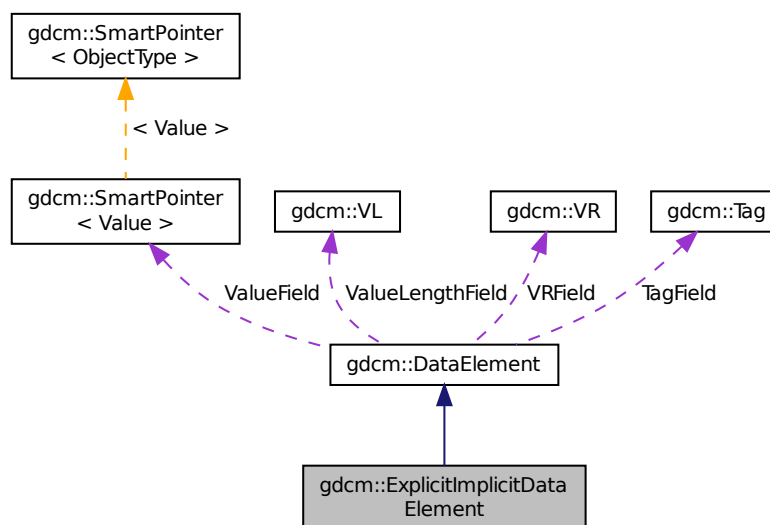 gdcm::SmartPointer
< ObjectType >
< Value >
gdcm::SmartPointer
< Value >
gdcm::VL
gdcm::VR
gdcm::Tag
ValueField
ValueLengthField
VRField
TagField
gdcm::DataElement
gdcm::ExplicitImplicitData
Element